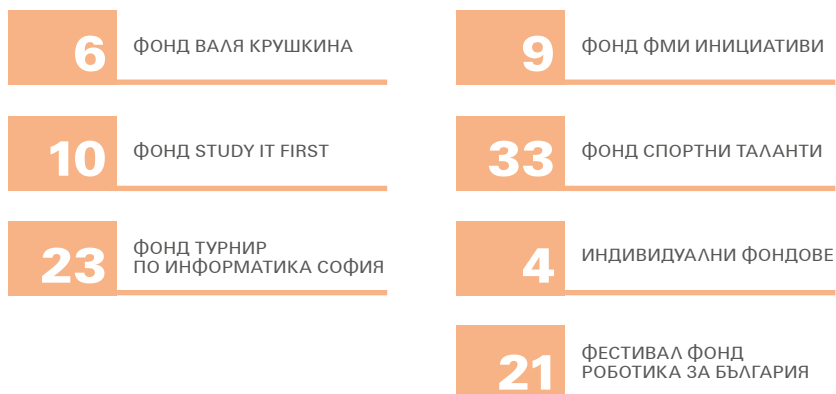 6
ФОНД ВАЛЯ КРУШКИНА
9
ФОНД ФМИ ИНИЦИАТИВИ
10
ФОНД STUDY IT FIRST
33
ФОНД СПОРТНИ ТАЛАНТИ
23
ФОНД ТУРНИР
ПО ИНФОРМАТИКА СОФИЯ
4
ИНДИВИДУАЛНИ ФОНДОВЕ
21
ФЕСТИВАЛ ФОНД
РОБОТИКА ЗА БЪЛГАРИЯ